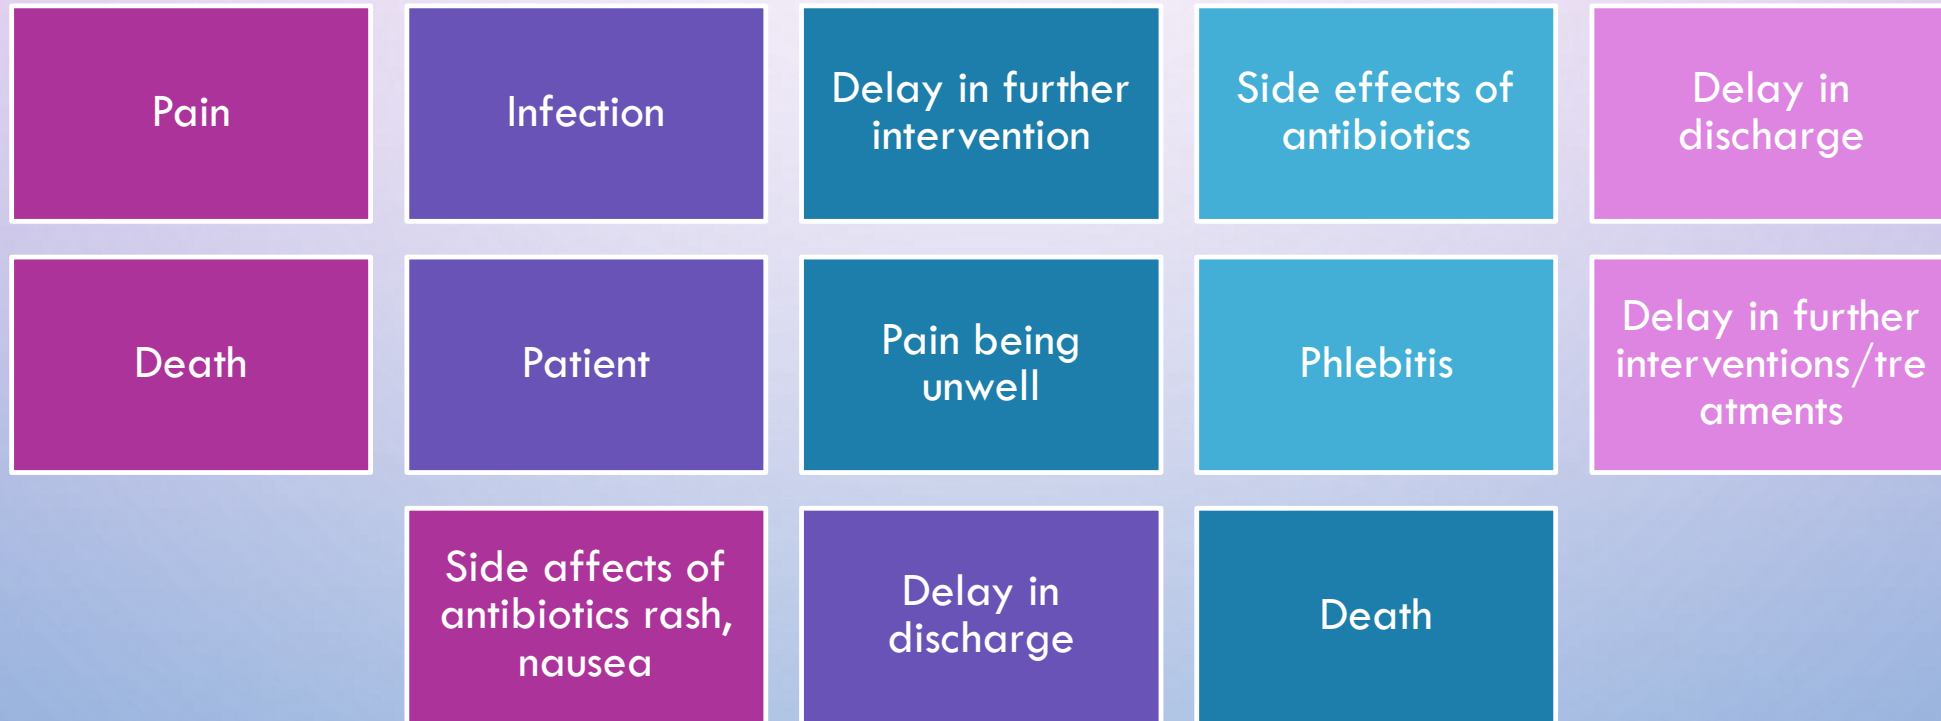 Pain
Infection
Delay in further
intervention
Side effects of
antibiotics
Delay in
discharge
Death
Patient
Pain being
unwell
Phlebitis
Delay in further
interventions/tre
atments
Side affects of
antibiotics rash,
nausea
Delay in
discharge
Death